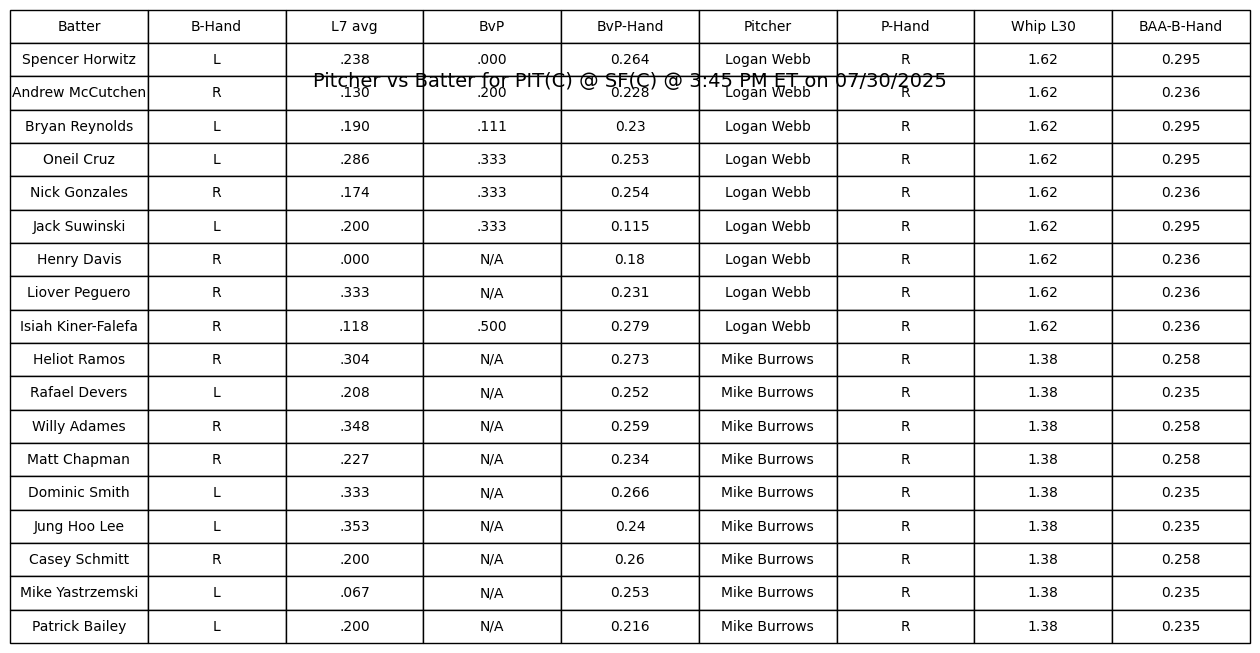 Batter B-Hand L7 avg BvP BvP-Hand Pitcher P-Hand Whip L30 BAA-B-Hand
Spencer Horwitz L .238 .000 0.264 Logan Webb R 1.62 0.295
Pitcher vs Batter for PIT(C) @ SF(C) @ 3:45 PM ET on 07/30/2025
Andrew McCutchen R .130 .200 0.228 Logan Webb R 1.62 0.236
Bryan Reynolds L .190 .111 0.23 Logan Webb R 1.62 0.295
Oneil Cruz L .286 .333 0.253 Logan Webb R 1.62 0.295
Nick Gonzales R .174 .333 0.254 Logan Webb R 1.62 0.236
Jack Suwinski L .200 .333 0.115 Logan Webb R 1.62 0.295
Henry Davis R .000 N/A 0.18 Logan Webb R 1.62 0.236
Liover Peguero R .333 N/A 0.231 Logan Webb R 1.62 0.236
Isiah Kiner-Falefa R .118 .500 0.279 Logan Webb R 1.62 0.236
Heliot Ramos R .304 N/A 0.273 Mike Burrows R 1.38 0.258
Rafael Devers L .208 N/A 0.252 Mike Burrows R 1.38 0.235
Willy Adames R .348 N/A 0.259 Mike Burrows R 1.38 0.258
Matt Chapman R .227 N/A 0.234 Mike Burrows R 1.38 0.258
Dominic Smith L .333 N/A 0.266 Mike Burrows R 1.38 0.235
Jung Hoo Lee L .353 N/A 0.24 Mike Burrows R 1.38 0.235
Casey Schmitt R .200 N/A 0.26 Mike Burrows R 1.38 0.258
Mike Yastrzemski L .067 N/A 0.253 Mike Burrows R 1.38 0.235
Patrick Bailey L .200 N/A 0.216 Mike Burrows R 1.38 0.235